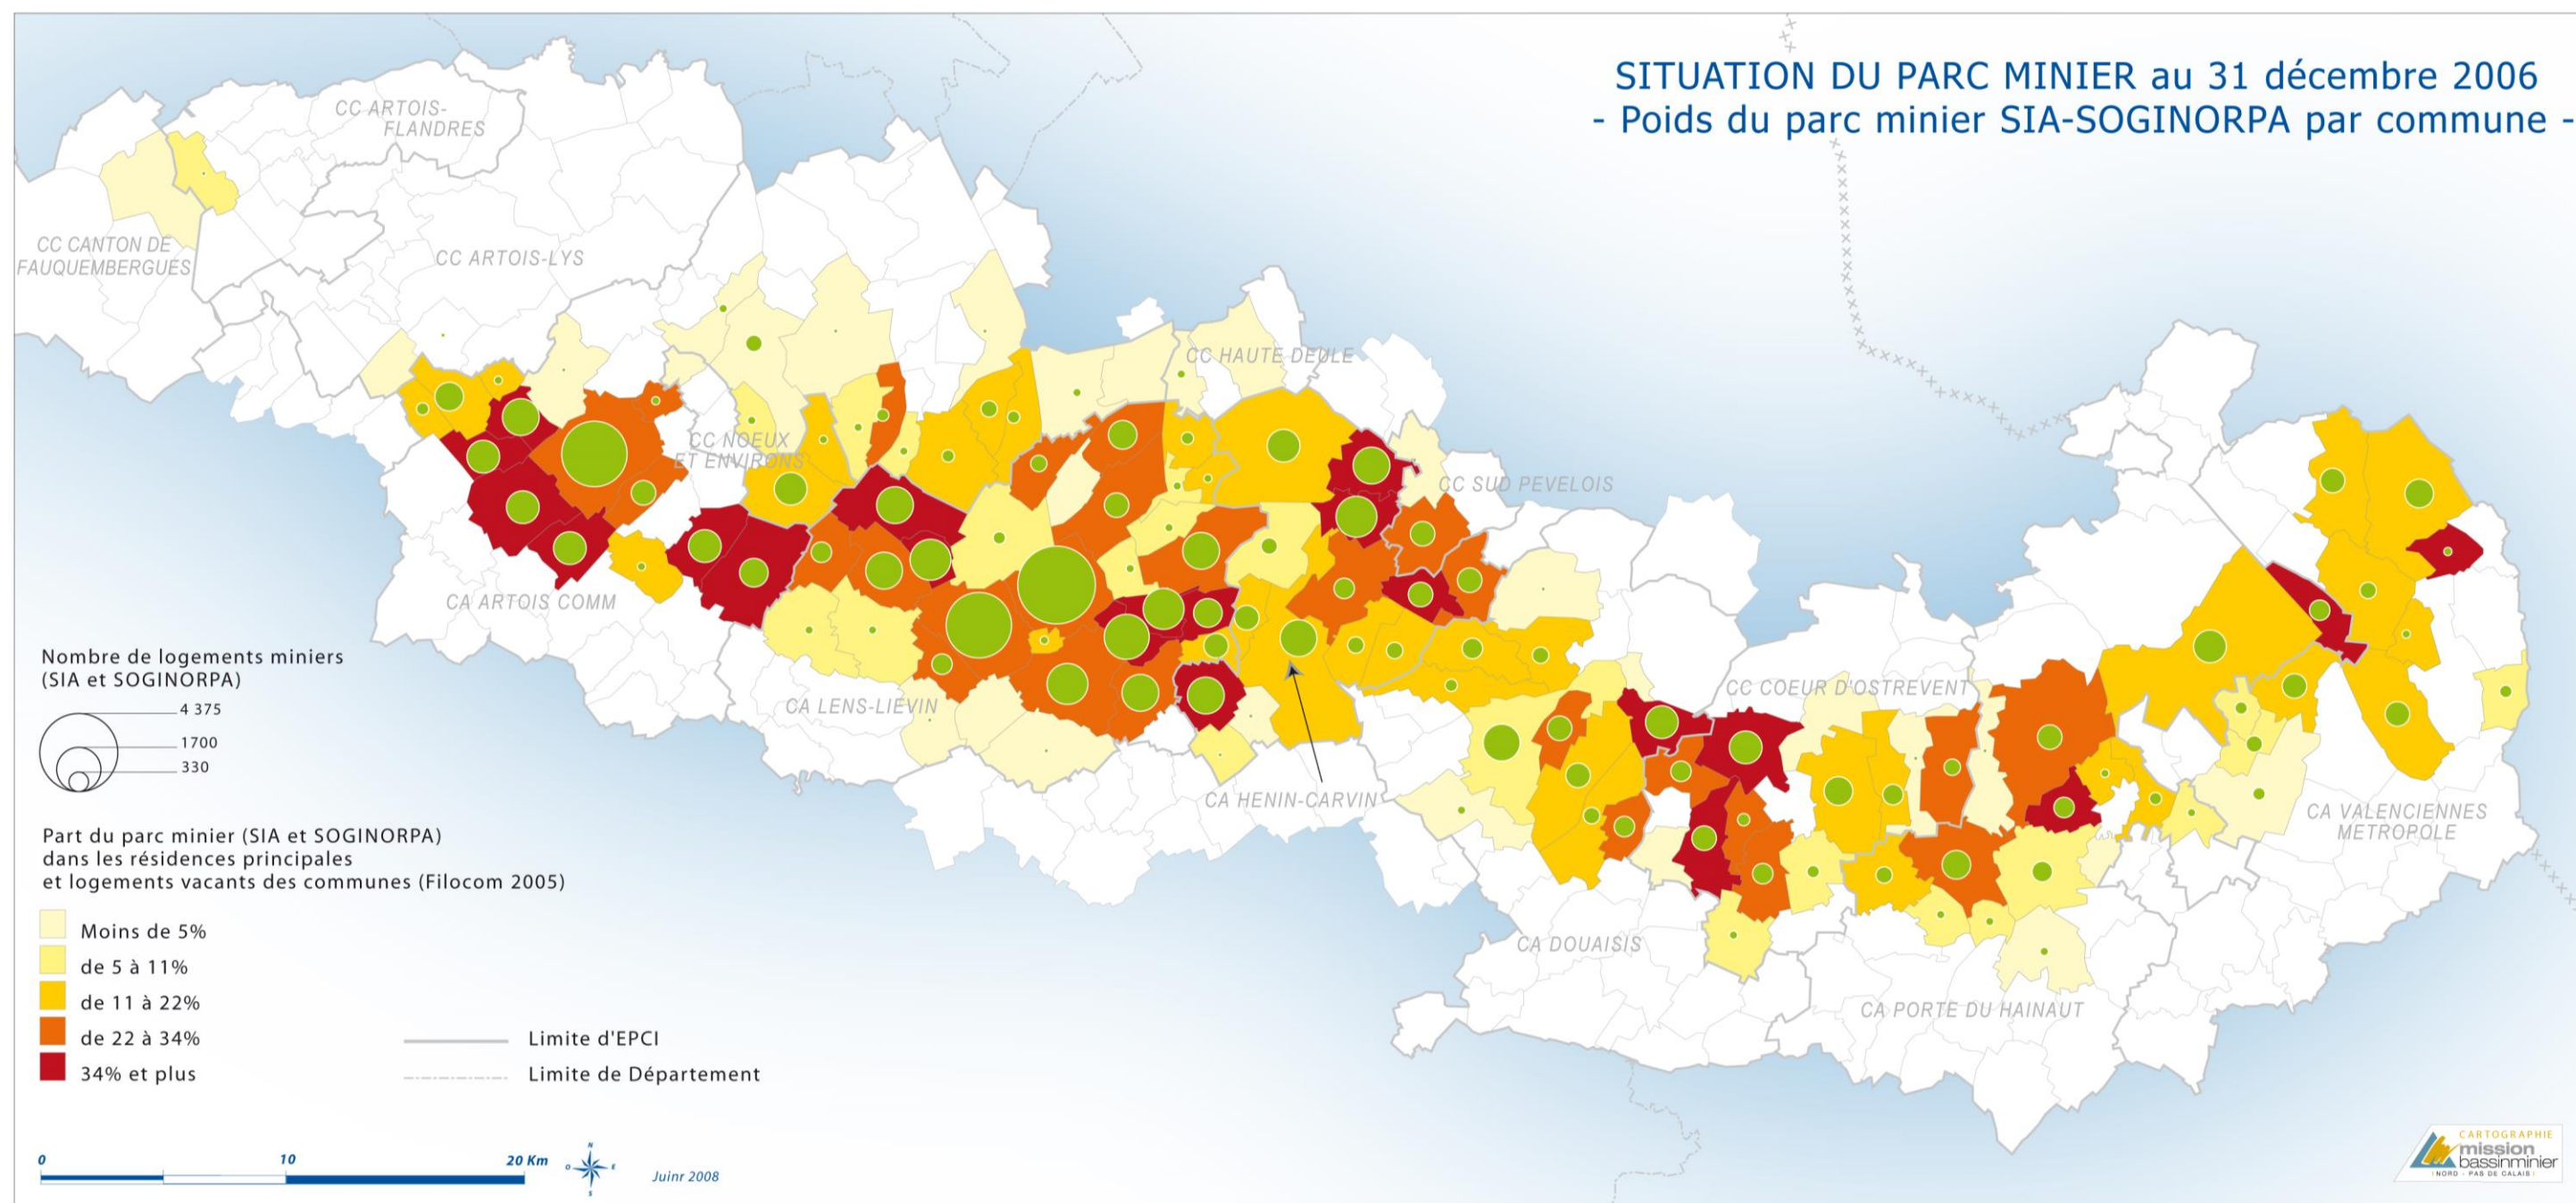 SITUATION DU PARC MINIER au 31 décembre 2006
- Poids du parc minier SIA-SOGINORPA par commune -
CC ARTOIS-
FLANDRES
CC CANTON DE
FAUQUEMBERGUES
CC ARTOIS-LYS
CC HAUTE DEULE
CC NOEUX
ET ENVIRONS
CC SUD PEVELOIS
CA ARTOIS COMM
CA LENS-LIEVIN
CC COEUR D'OSTREVENT
CA HENIN-CARVIN
CA VALENCIENNES
METROPOLE
CA DOUAISIS
CA PORTE DU HAINAUT
Nombre de logements miniers
(SIA et SOGINORPA)
4 375
1700
330
Part du parc minier (SIA et SOGINORPA)
dans les résidences principales
et logements vacants des communes (Filocom 2005)
Moins de 5%
de 5 à 11%
de 11 à 22%
de 22 à 34%
34% et plus
Limite d'EPCI
Limite de Département
0 10 20 Km
N
O E
S
Juinr 2008
CARTOGRAPHIE
mission
bassinminier
NORD - PAS DE CALAIS